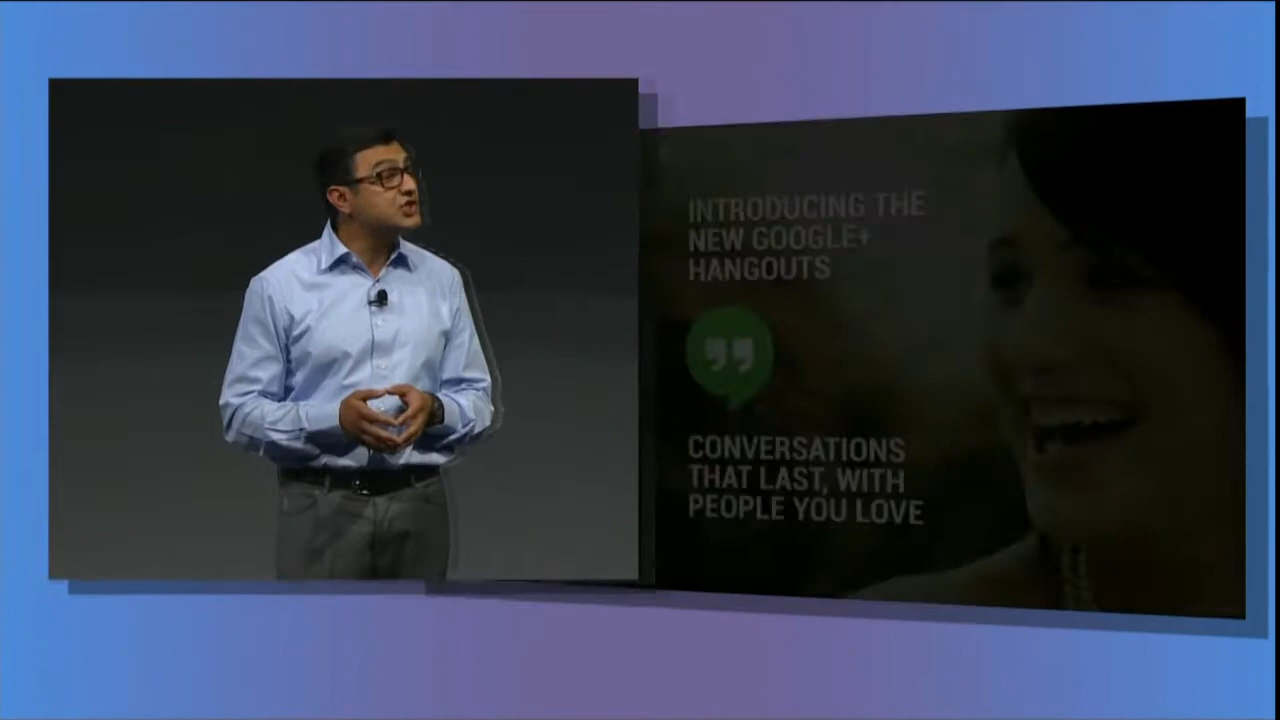 INTRODUCING THE
NEW GOOGLE+
HANGOUTS
CONVERSATIONS
THAT LAST, WITH
PEOPLE YOU LOVE